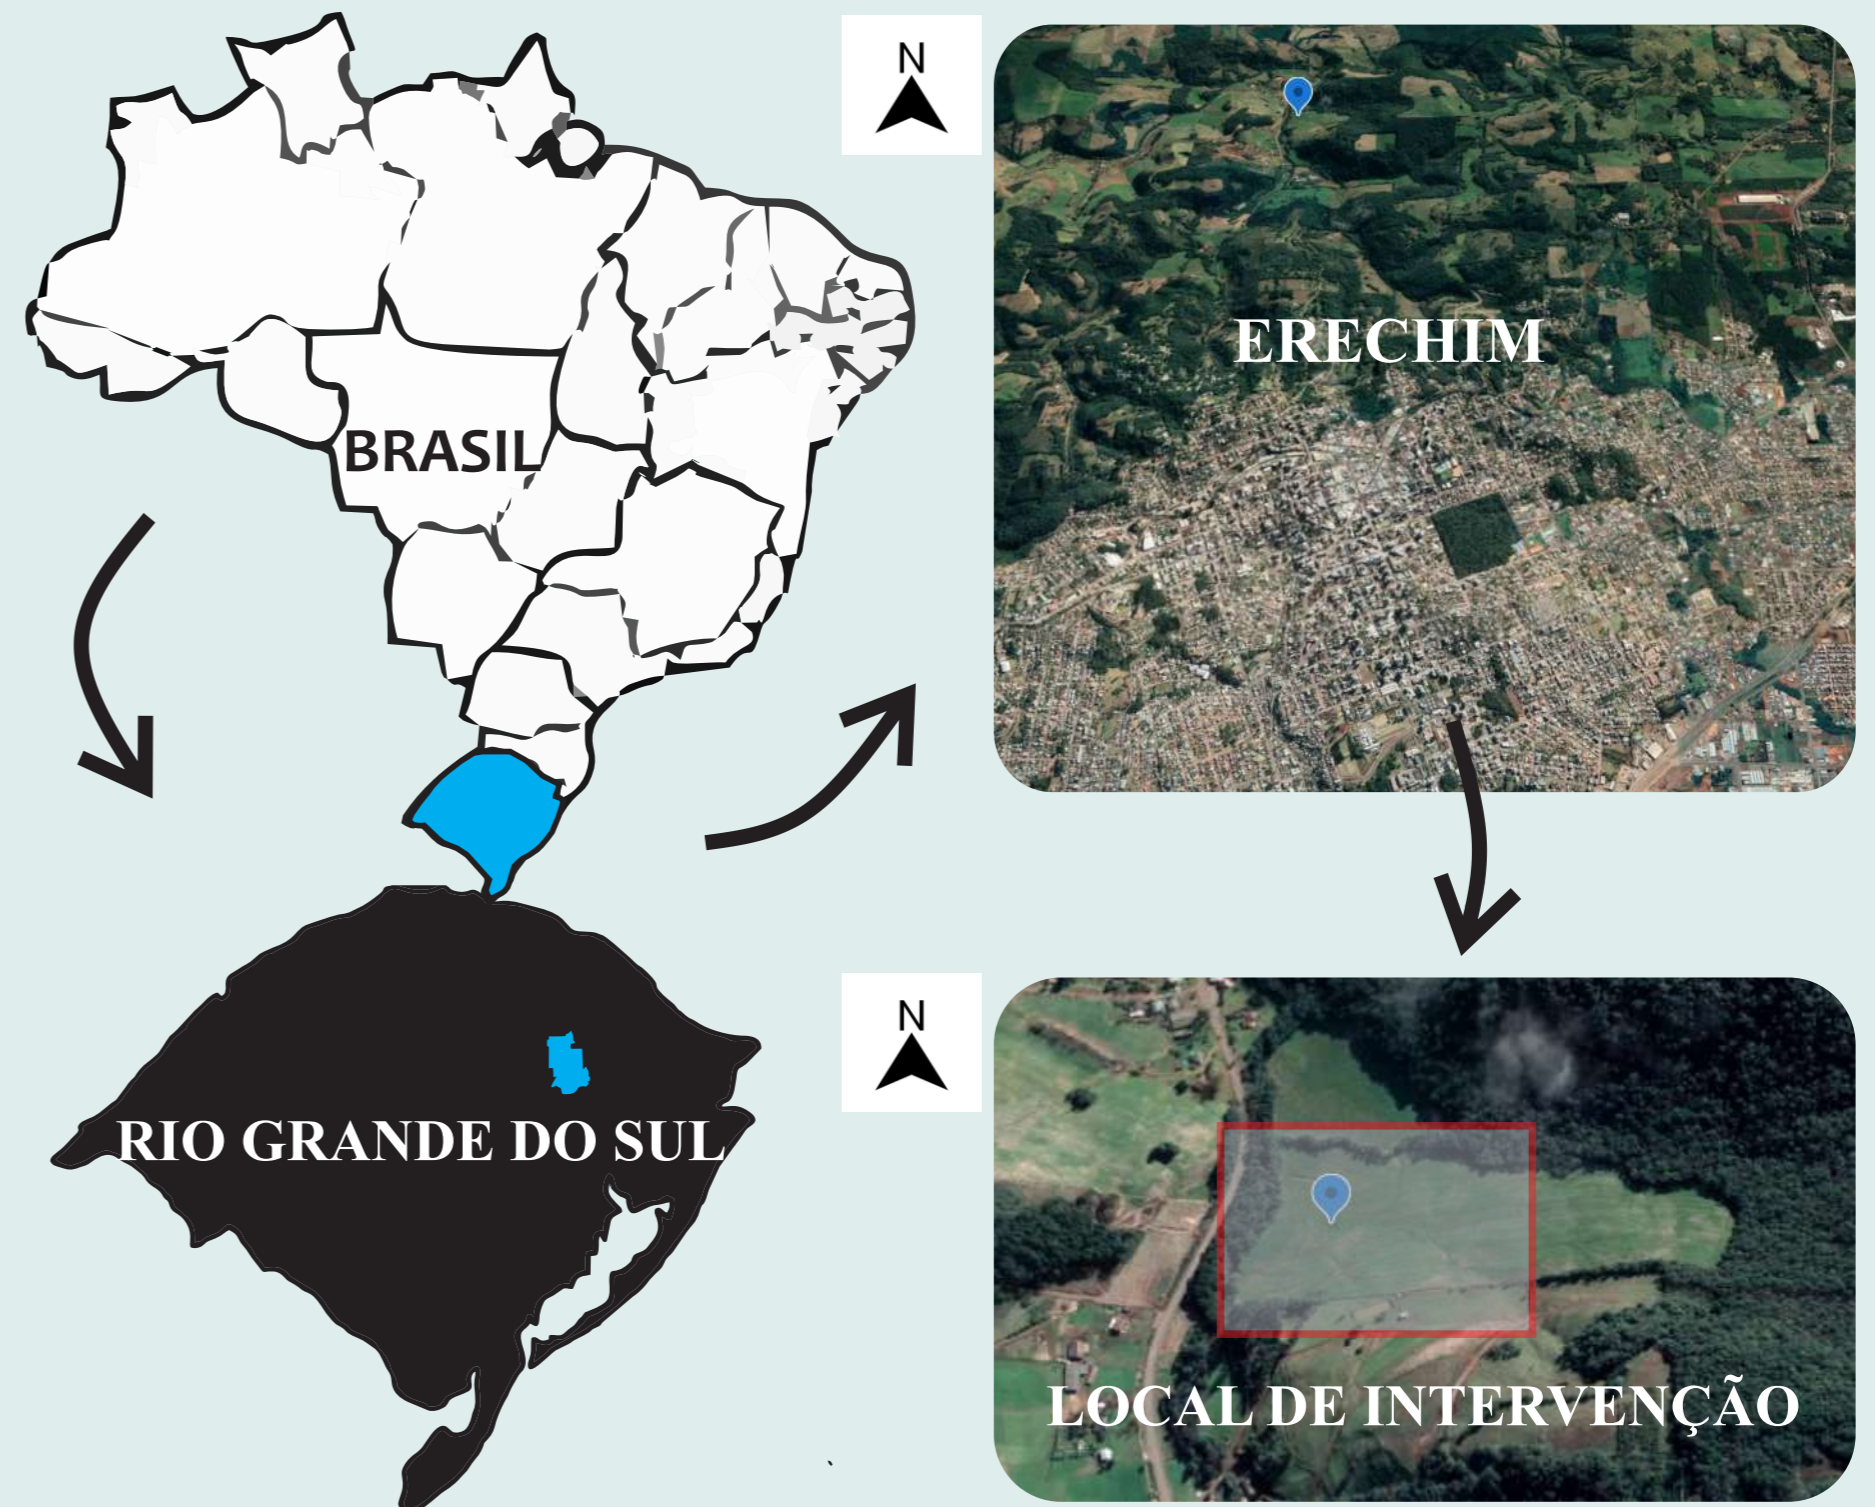 N
ERECHIM
BRASIL
N
RIO GRANDE DO SUL
LOCAL DE INTERVENÇÃO